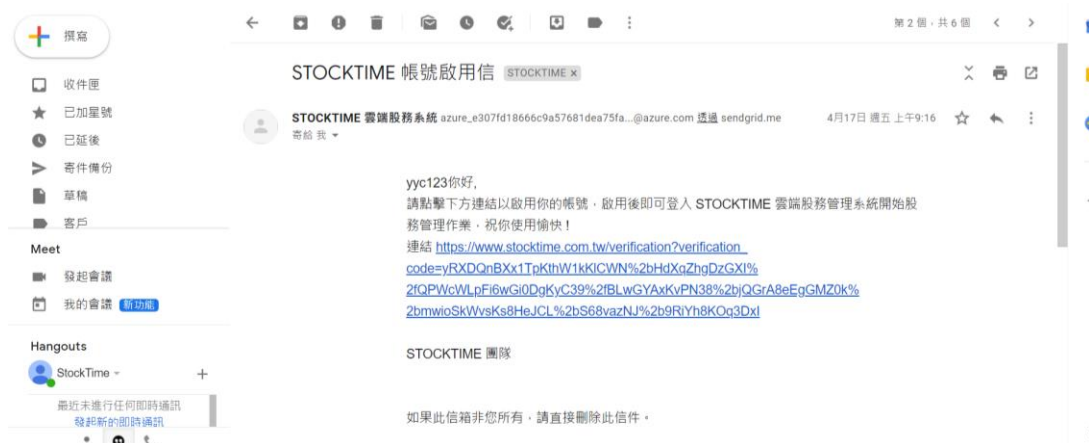 撰寫
第 2 個，共 6 個
收件匣
已加星號
已延後
寄件備份
草稿
客戶
Meet
發起會議
我的會議 新功能
Hangouts
StockTime
最近未進行任何即時通訊
發起新的即時通訊
STOCKTIME 帳號啟用信 STOCKTIME ×
STOCKTIME 雲端股務系統 azure_e307fd18666c9a57681dea75fa...@azure.com 透過 sendgrid.me 4月17日 週五 上午9:16
寄給 我
yyc123你好,
請點擊下方連結以啟用你的帳號，啟用後即可登入 STOCKTIME 雲端股務管理系統開始股
務管理作業，祝你使用愉快！
連結 https://www.stocktime.com.tw/verification?verification_
code=yRXDQnBXx1TpKthW1kKlCWN%2bHdXqZhgDzGXI%
2fQPWcWLpFi6wGi0DgKyC39%2fBLwGYAxKvPN38%2bjQGrA8eEgGMZ0k%
2bmwioSkWvsKs8HeJCL%2bS68vazNJ%2b9RiYh8KOq3DxI
STOCKTIME 團隊
如果此信箱非您所有，請直接刪除此信件。